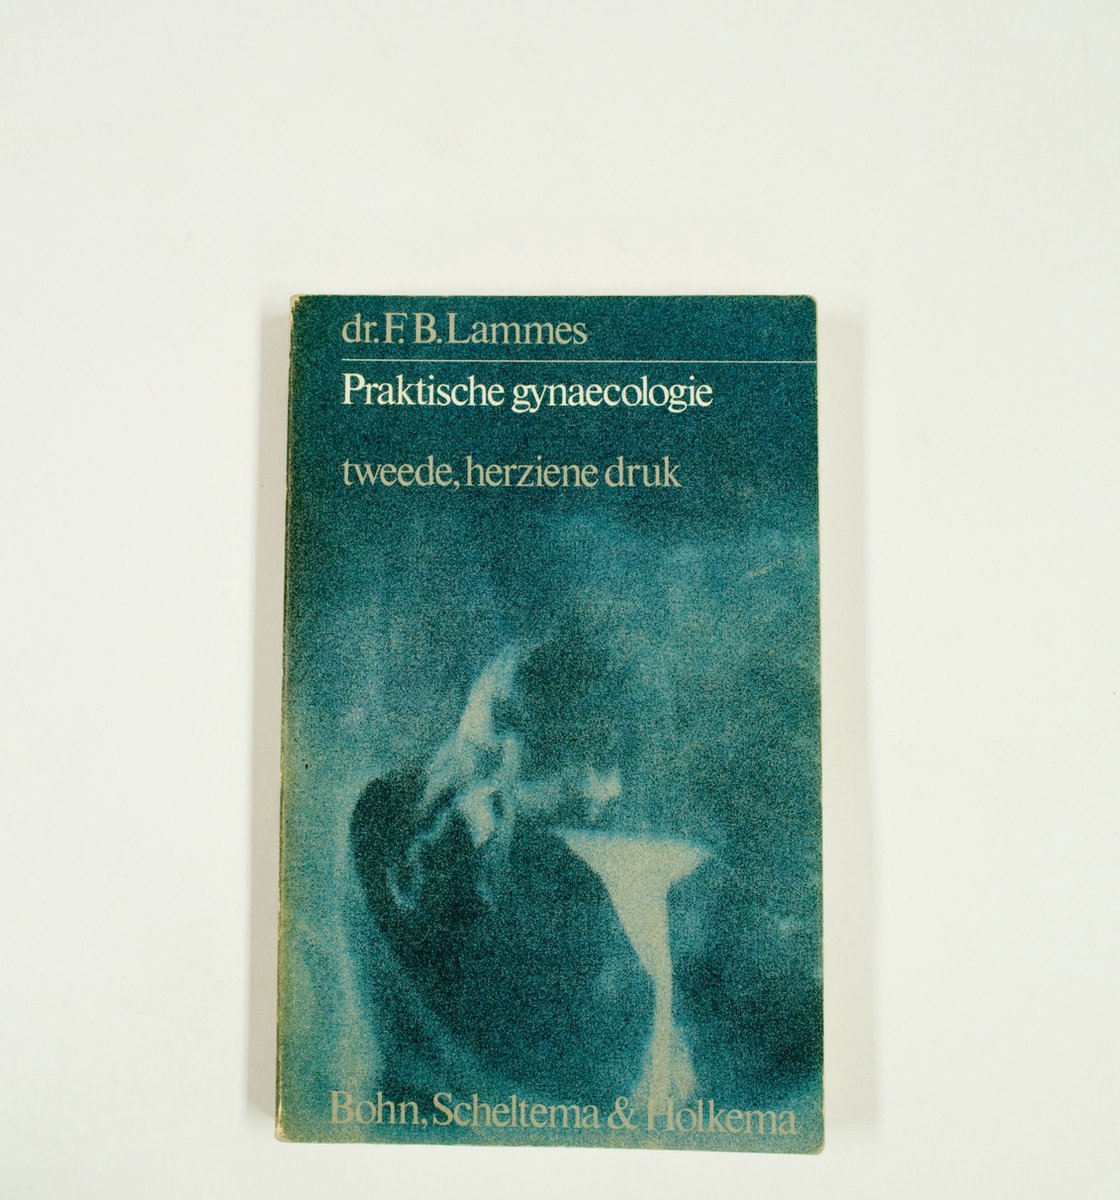 dr. F. B. Lammes
Praktische gynaecologie
tweede, herziene druk
Bohn, Scheltema & Holkema